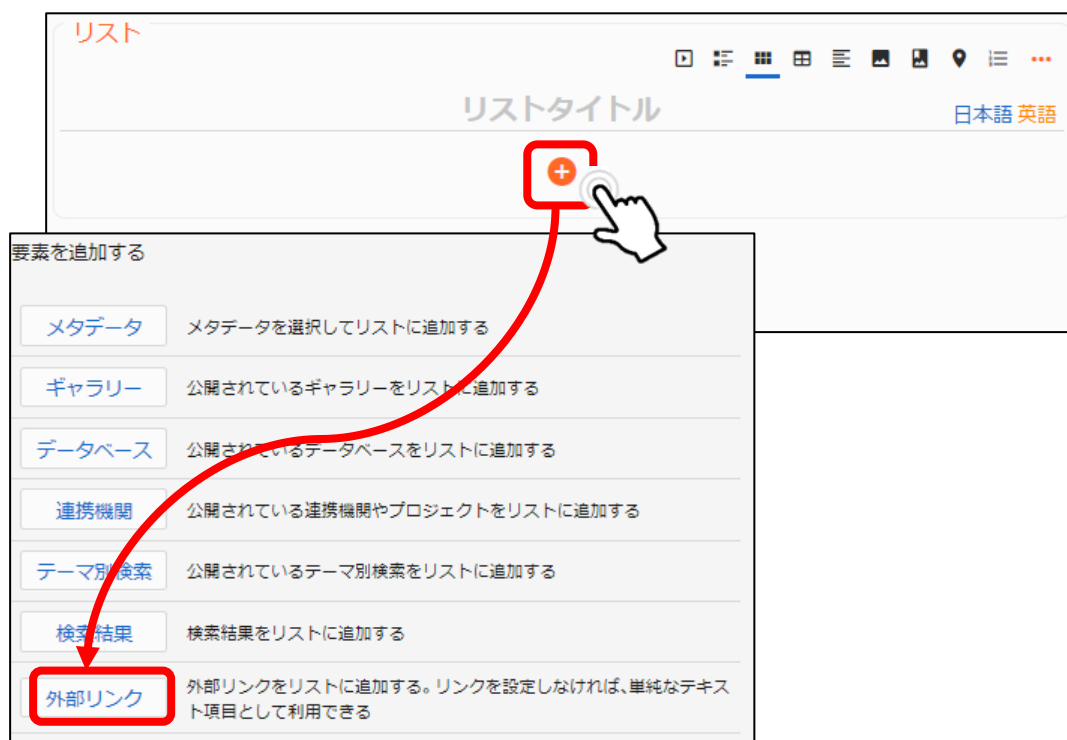 リスト
リストタイトル
日本語 英語
要素を追加する
メタデータ メタデータを選択してリストに追加する
ギャラリー 公開されているギャラリーをリストに追加する
データベース 公開されているデータベースをリストに追加する
連携機関 公開されている連携機関やプロジェクトをリストに追加する
テーマ別検索 公開されているテーマ別検索をリストに追加する
検索結果 検索結果をリストに追加する
外部リンク 外部リンクをリストに追加する。リンクを設定しなければ、単純なテキス
ト項目として利用できる